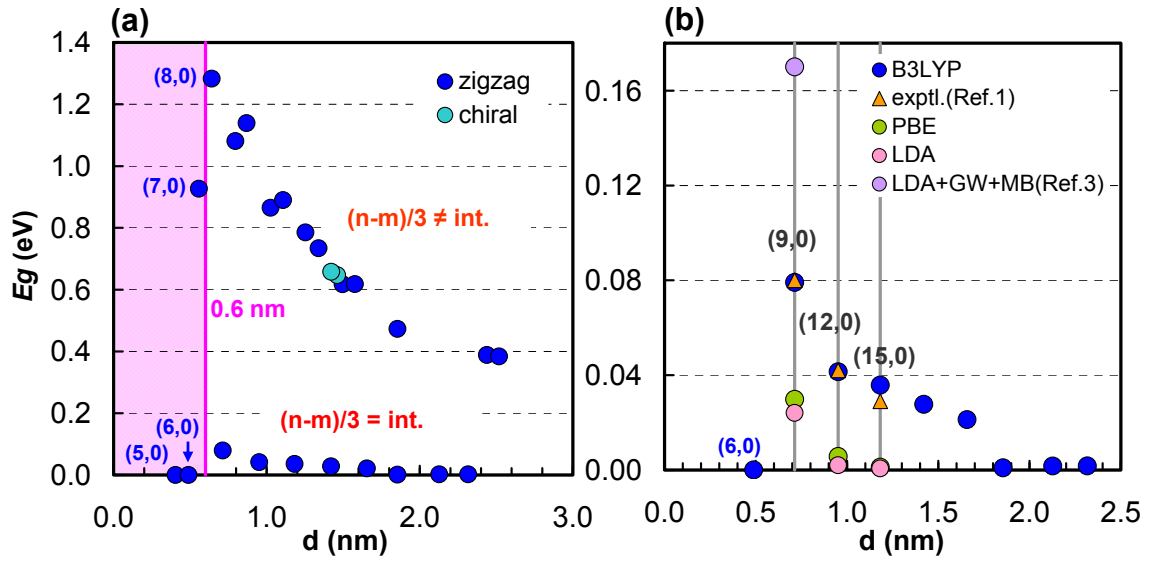 (a)
1.4
1.2
1.0
0.8
0.6
0.4
0.2
0.0
Eg (eV)
(8,0)
(7,0)
(6,0)
(5,0)
zigzag
chiral
(n-m)/3 ≠ int.
0.6 nm
(n-m)/3 = int.
0.0 1.0 2.0 3.0
d (nm)
(b)
0.16
0.12
0.08
0.04
0.00
B3LYP
exptl.(Ref.1)
PBE
LDA
LDA+GW+MB(Ref.3)
(9,0)
(12,0)
(15,0)
(6,0)
0.0 0.5 1.0 1.5 2.0 2.5
d (nm)